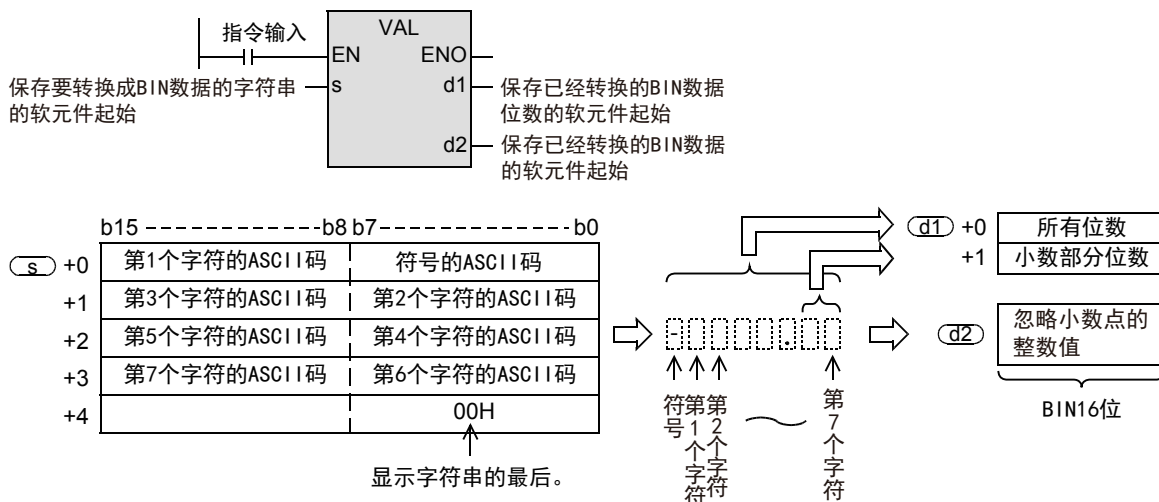 指令输入
VAL
EN
ENO
保存要转换成BIN数据的字符串
的软元件起始
s
d1
保存已经转换的BIN数据
位数的软元件起始
d2
保存已经转换的BIN数据
的软元件起始
b15
b8
b7
b0
s +0
第1个字符的ASCII码
符号的ASCII码
+1
第3个字符的ASCII码
第2个字符的ASCII码
+2
第5个字符的ASCII码
第4个字符的ASCII码
+3
第7个字符的ASCII码
第6个字符的ASCII码
+4
00H
显示字符串的最后。
- .
符号
第1个字符
第2个字符
第7个字符
d1 +0
所有位数
+1
小数部分位数
d2
忽略小数点的
整数值
BIN16位